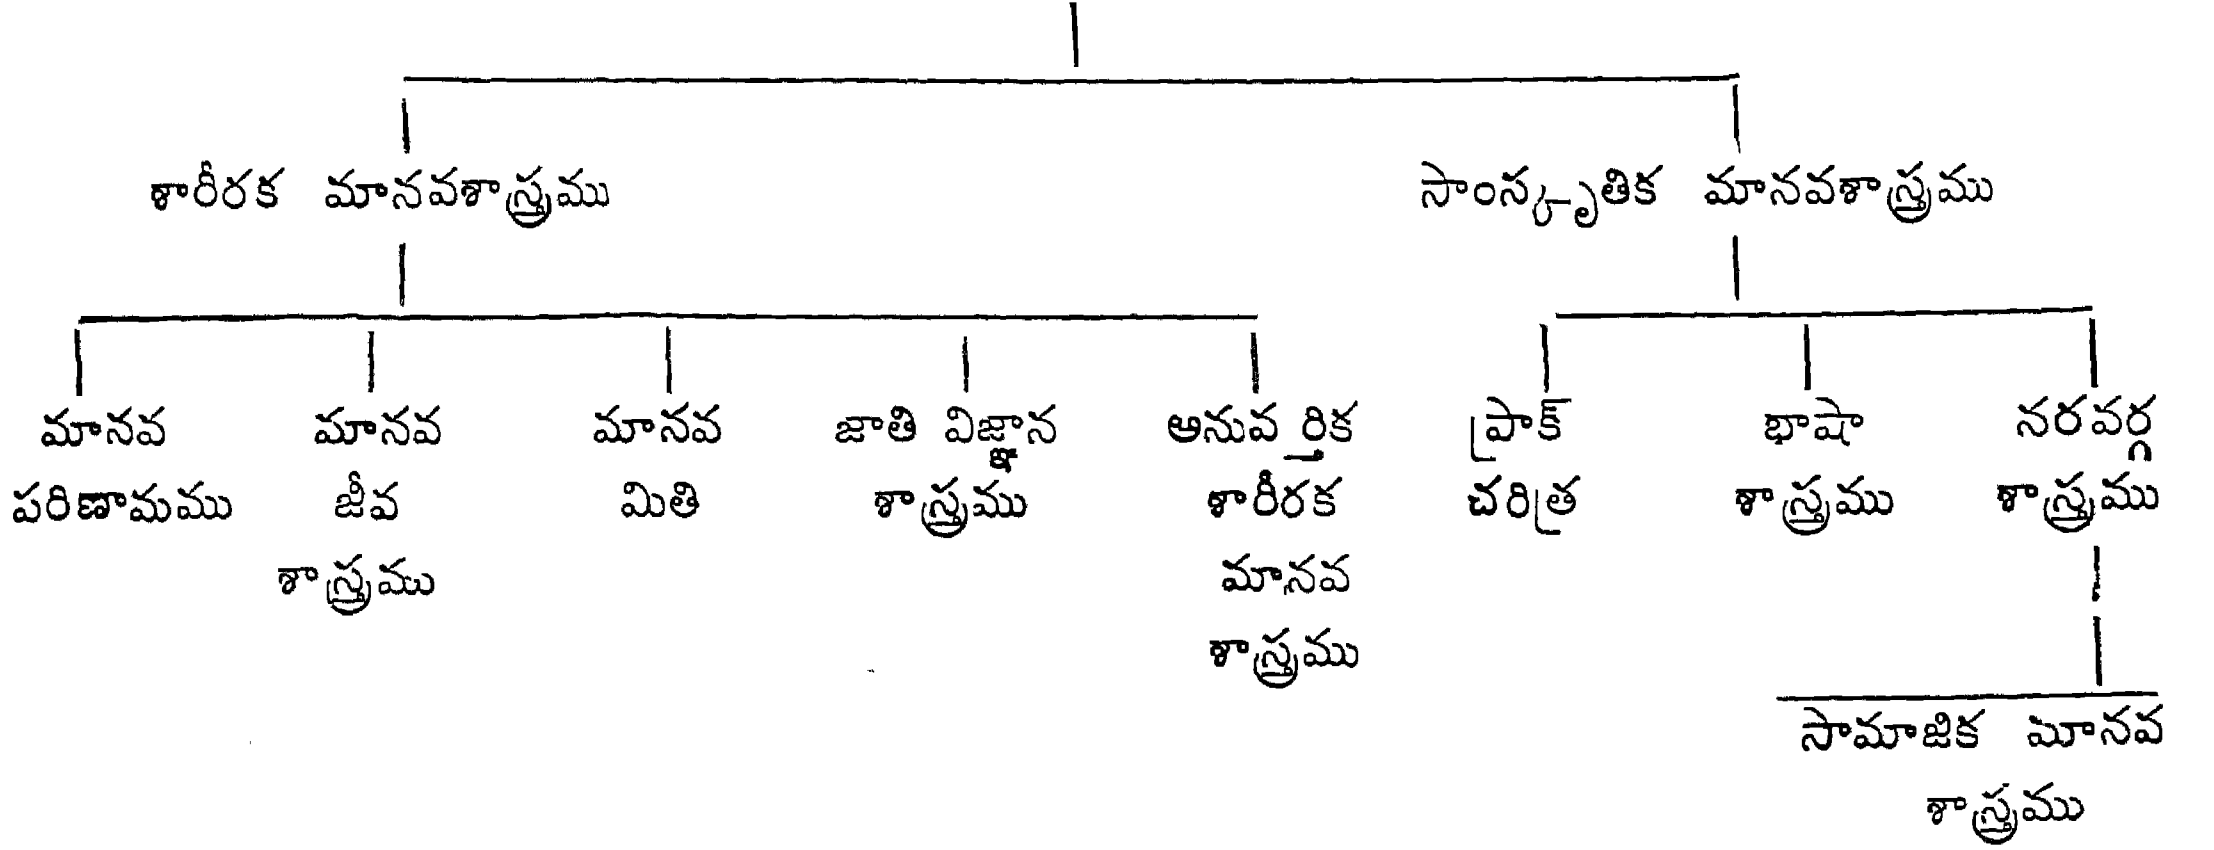 శారీరక మానవశాస్త్రము
సాంస్కృతిక మానవశాస్త్రము
మానవ
పరిణామము
మానవ
జీవ
శాస్త్రము
మానవ
మితి
జాతి విజ్ఞాన
శాస్త్రము
అనువర్తిక
శారీరక
మానవ
శాస్త్రము
ప్రాక్
చరిత్ర
భాషా
శాస్త్రము
నరవర్గ
శాస్త్రము
సామాజిక మానవ
శాస్త్రము